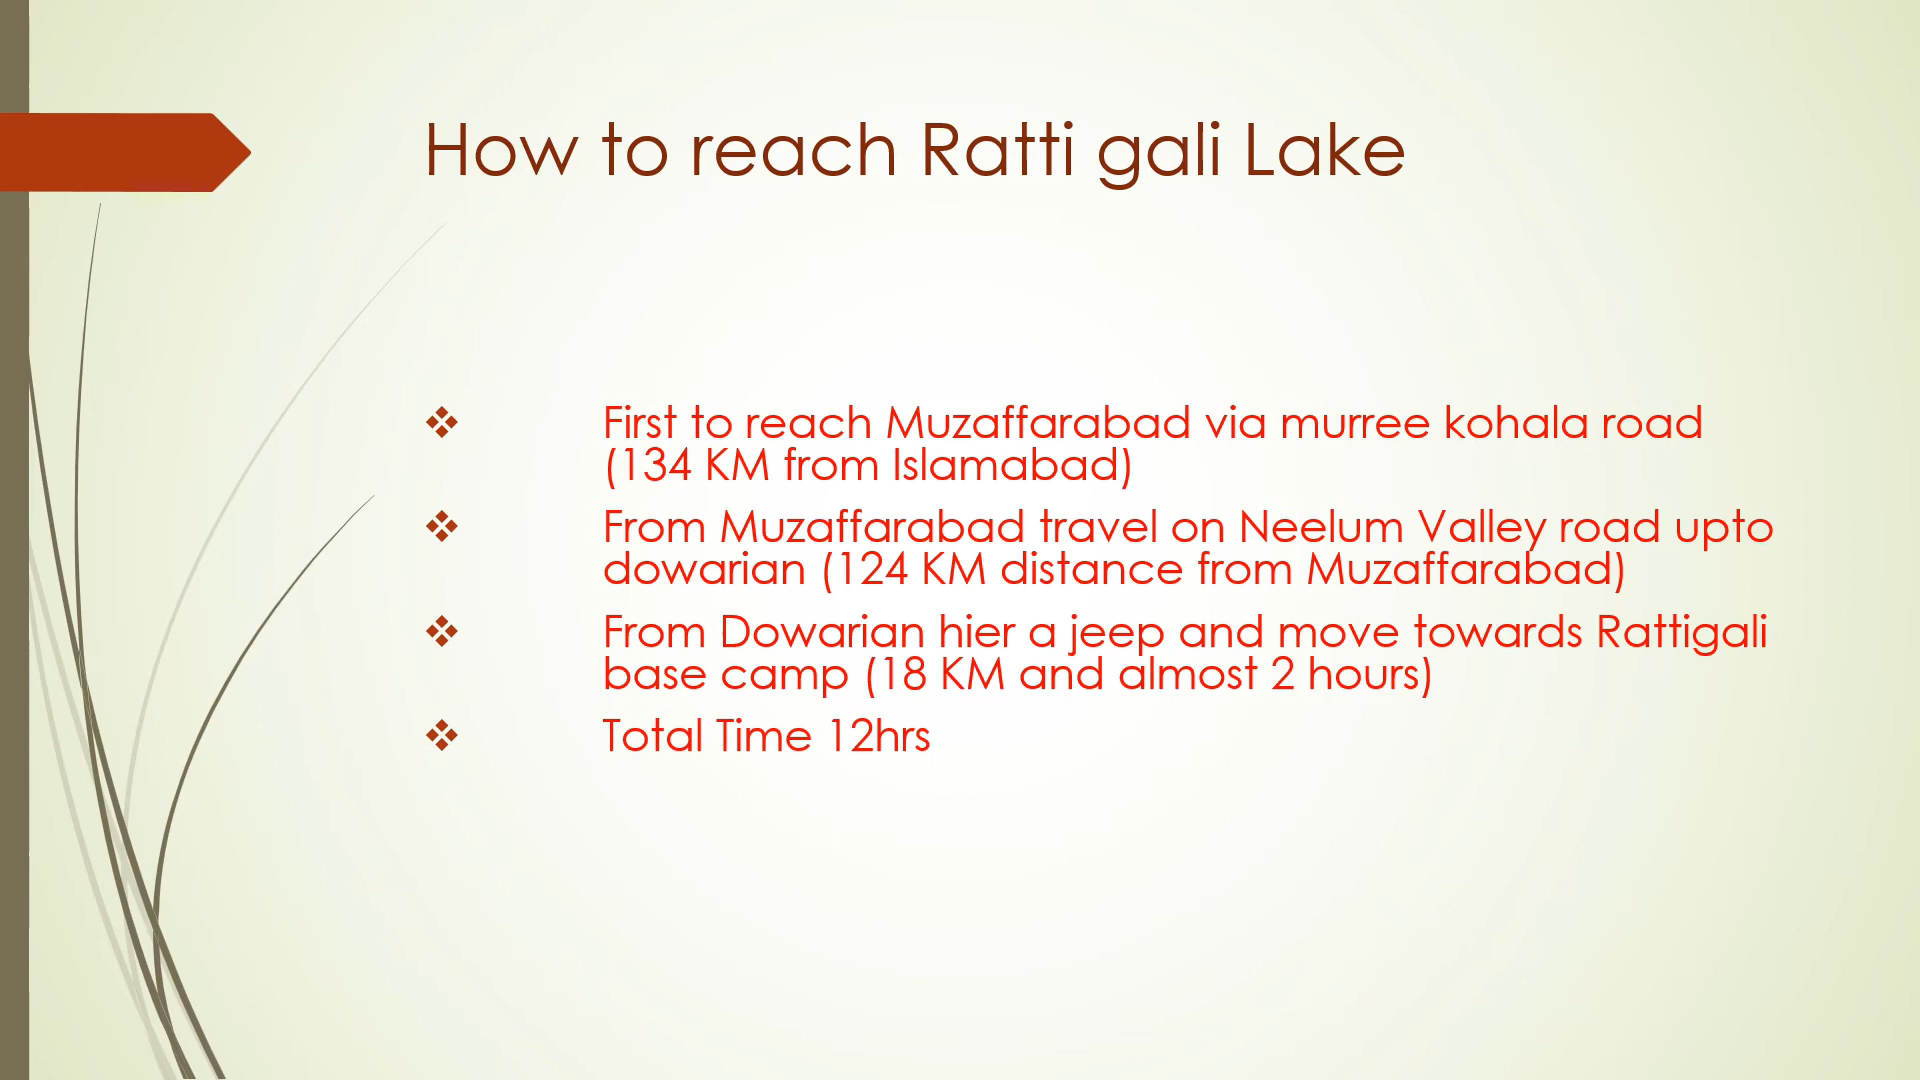 How to reach Ratti gali Lake
First to reach Muzaffarabad via murree kohala road
(134 KM from Islamabad)
From Muzaffarabad travel on Neelum Valley road upto
dowarian (124 KM distance from Muzaffarabad)
From Dowarian hier a jeep and move towards Rattigali
base camp (18 KM and almost 2 hours)
Total Time 12hrs